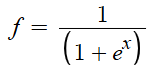 f = 1 / (1 + e^x)